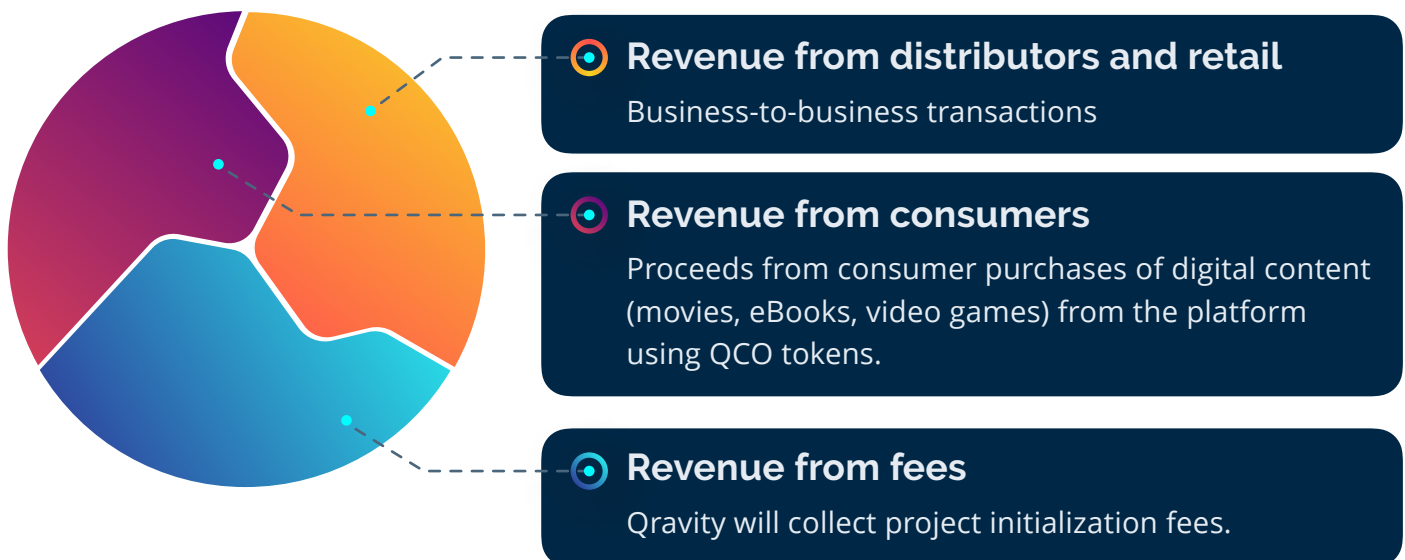 Revenue from distributors and retail
Business-to-business transactions
Revenue from consumers
Proceeds from consumer purchases of digital content
(movies, eBooks, video games) from the platform
using QCO tokens.
Revenue from fees
Qravity will collect project initialization fees.